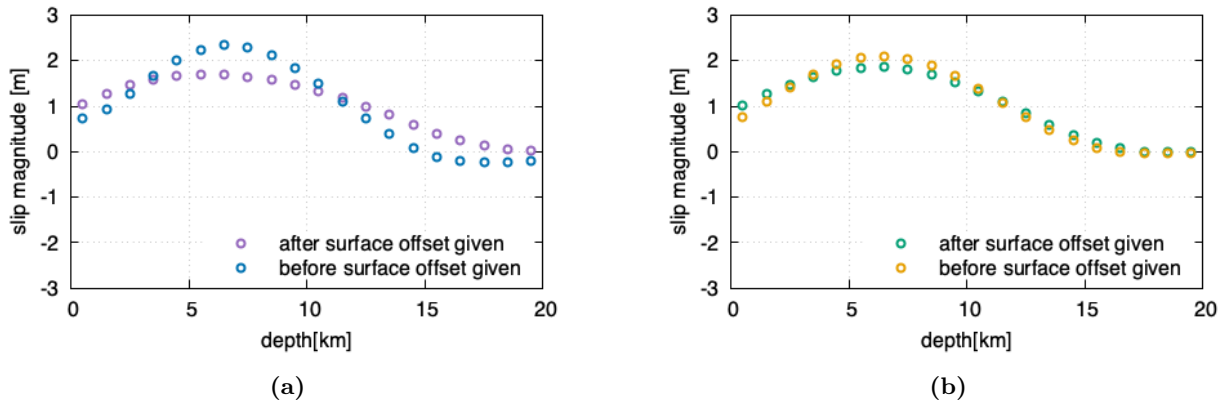 3
2
1
0
-1
-2
-3
slip magnitude [m]
after surface offset given
before surface offset given
0 5 10 15 20
depth[km]
(a)
3
2
1
0
-1
-2
-3
slip magnitude [m]
after surface offset given
before surface offset given
0 5 10 15 20
depth[km]
(b)